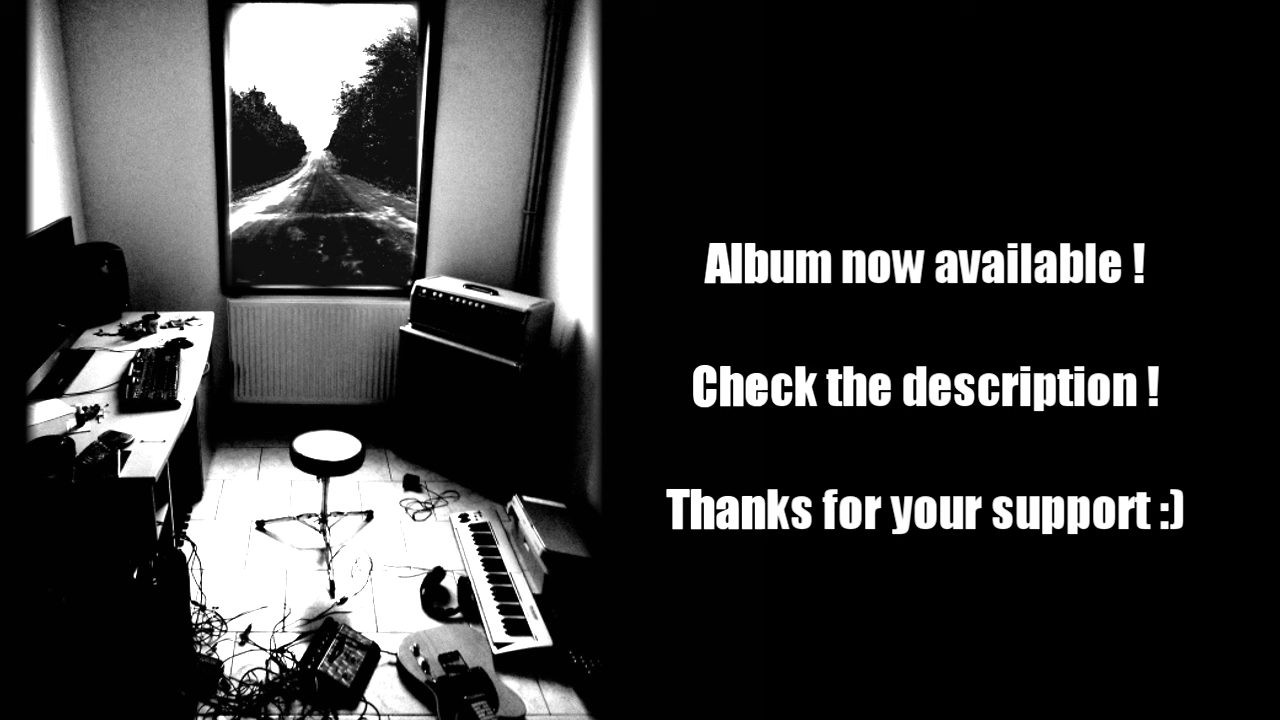 Album now available !
Check the description !
Thanks for your support :)